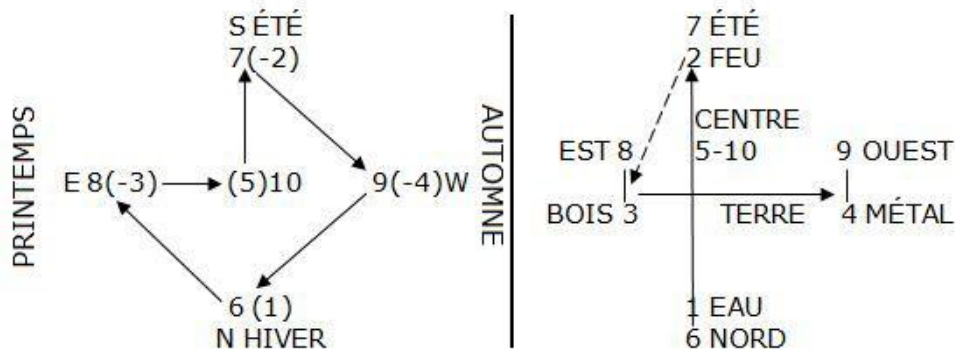 S ÉTÉ
7(-2)
PRINTEMPS
E 8(-3)
(5)10
9(-4)W
6 (1)
N HIVER
AUTOMNE
7 ÉTÉ
2 FEU
CENTRE
EST 8
5-10
9 OUEST
BOIS 3
TERRE
4 MÉTAL
1 EAU
6 NORD